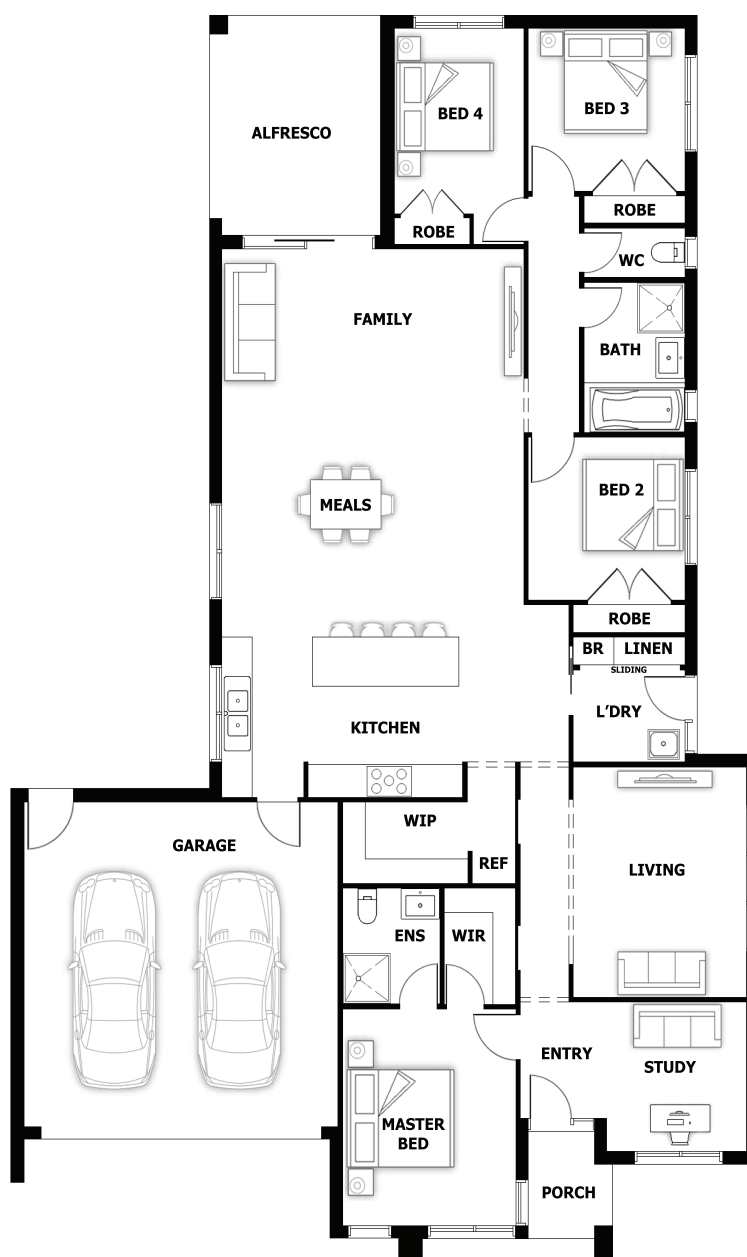 BED 4
BED 3
ALFRESCO
ROBE
ROBE
WC
FAMILY
BATH
BED 2
MEALS
ROBE
BR
LINEN
SLIDING
L'DRY
KITCHEN
WIP
GARAGE
REF
LIVING
ENS
WIR
ENTRY
STUDY
MASTER
BED
PORCH